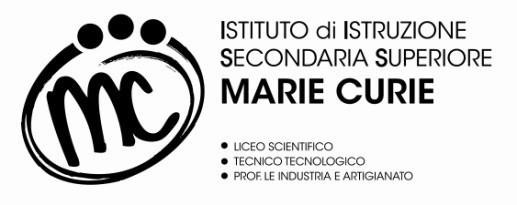 mc
ISTITUTO di ISTRUZIONE
SECONDARIA SUPERIORE
MARIE CURIE
• LICEO SCIENTIFICO
• TECNICO TECNOLOGICO
• PROF. LE INDUSTRIA E ARTIGIANATO